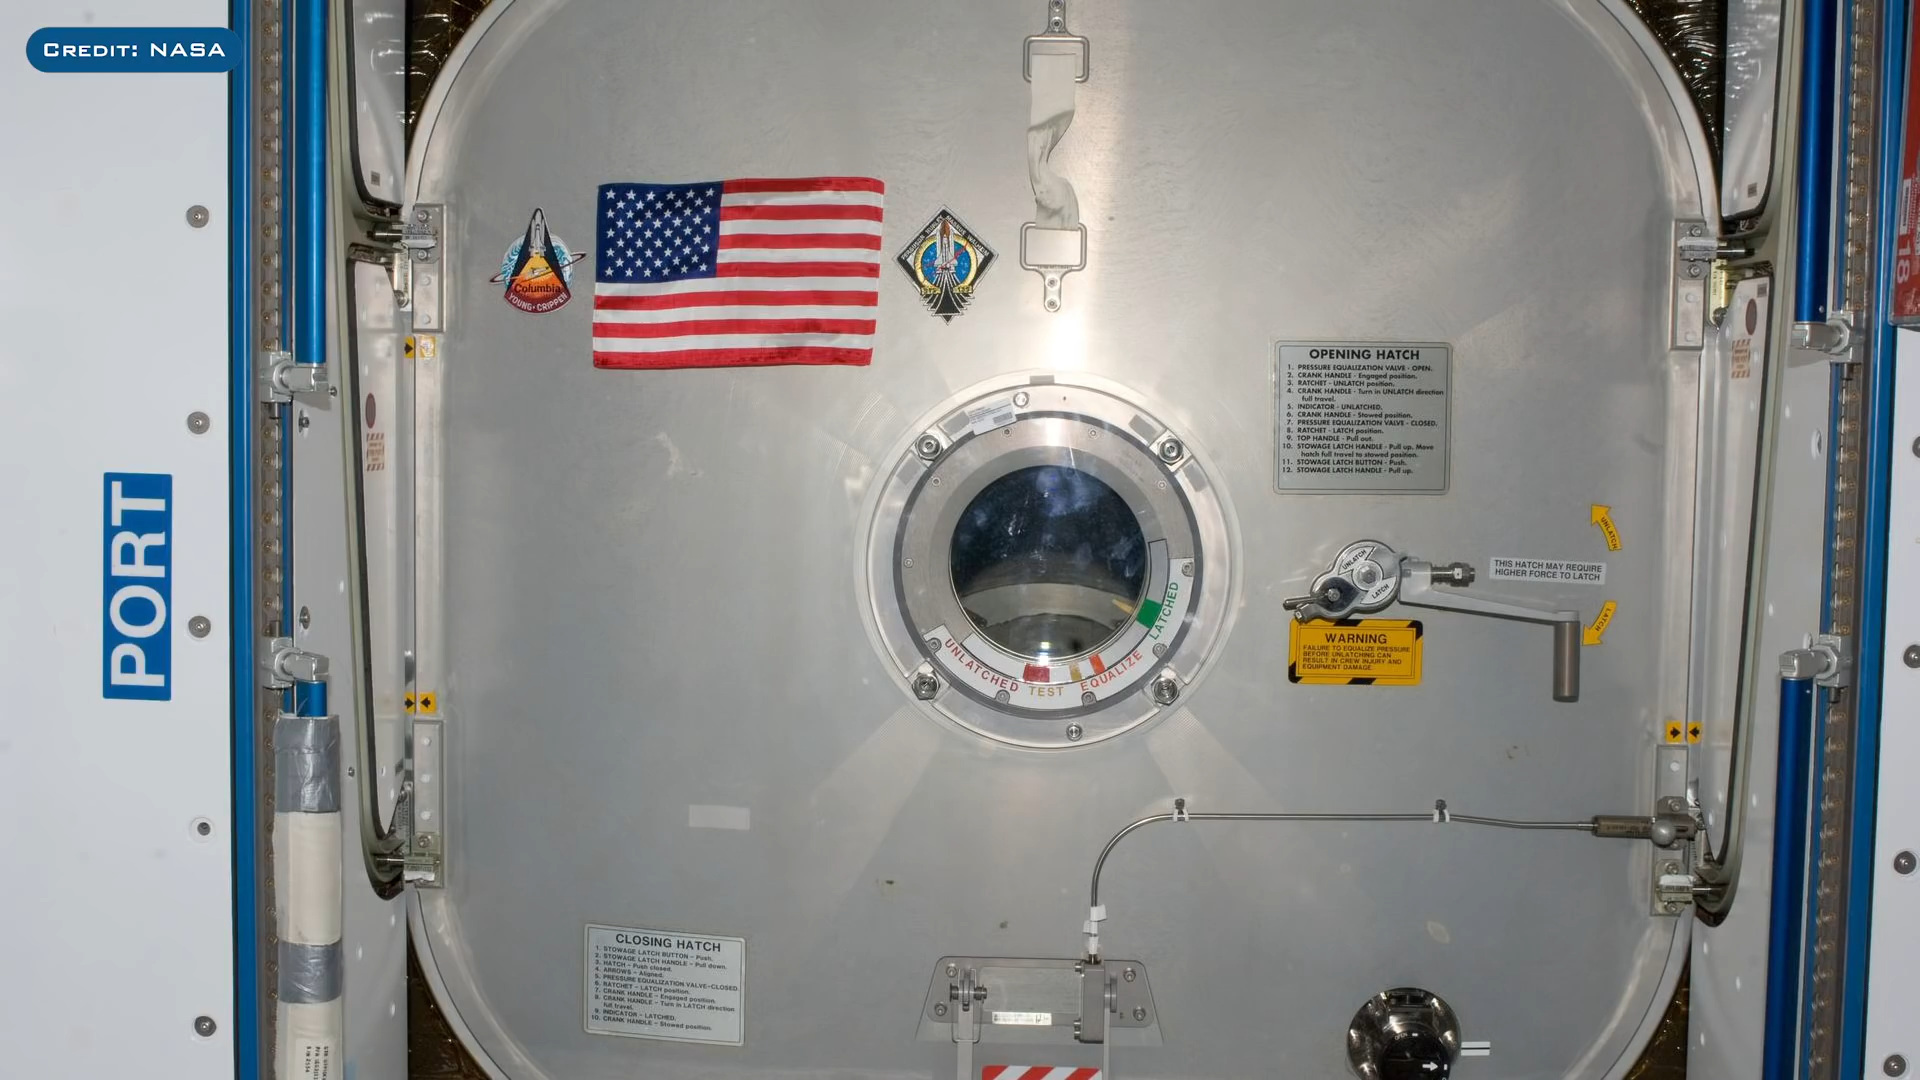 CREDIT: NASA
PORT
Columbia
YOUNG · CRIPPEN
OPENING HATCH
1. PRESSURE EQUALIZATION VALVE - OPEN.
2. CRANK HANDLE - Engaged position.
3. RATCHET - UNLATCH position.
4. CRANK HANDLE - Turn in UNLATCH direction
full travel.
5. INDICATOR - UNLATCHED.
6. CRANK HANDLE - Stowed position.
7. PRESSURE EQUALIZATION VALVE - CLOSED.
8. RATCHET - LATCH position.
9. TOP HANDLE - Pull out.
10. STOWAGE LATCH HANDLE - Pull up. Move
hatch full travel to stowed position.
11. STOWAGE LATCH BUTTON - Push.
12. STOWAGE LATCH HANDLE - Pull up.
UNLATCH
THIS HATCH MAY REQUIRE
HIGHER FORCE TO LATCH
UNLATCH
LATCH
LATCH
WARNING
FAILURE TO EQUALIZE PRESSURE
BEFORE UNLATCHING CAN
RESULT IN CREW INJURY AND
EQUIPMENT DAMAGE.
UNLATCHED
TEST
EQUALIZE
LATCHED
CLOSING HATCH
1. STOWAGE LATCH BUTTON - Push.
2. STOWAGE LATCH HANDLE - Pull down.
3. HATCH - Push closed.
4. ARROWS - Aligned.
5. PRESSURE EQUALIZATION VALVE-CLOSED.
6. RATCHET - LATCH position.
7. CRANK HANDLE - Engaged position.
8. CRANK HANDLE - Turn in LATCH direction
full travel.
9. INDICATOR - LATCHED.
10. CRANK HANDLE - Stowed position.